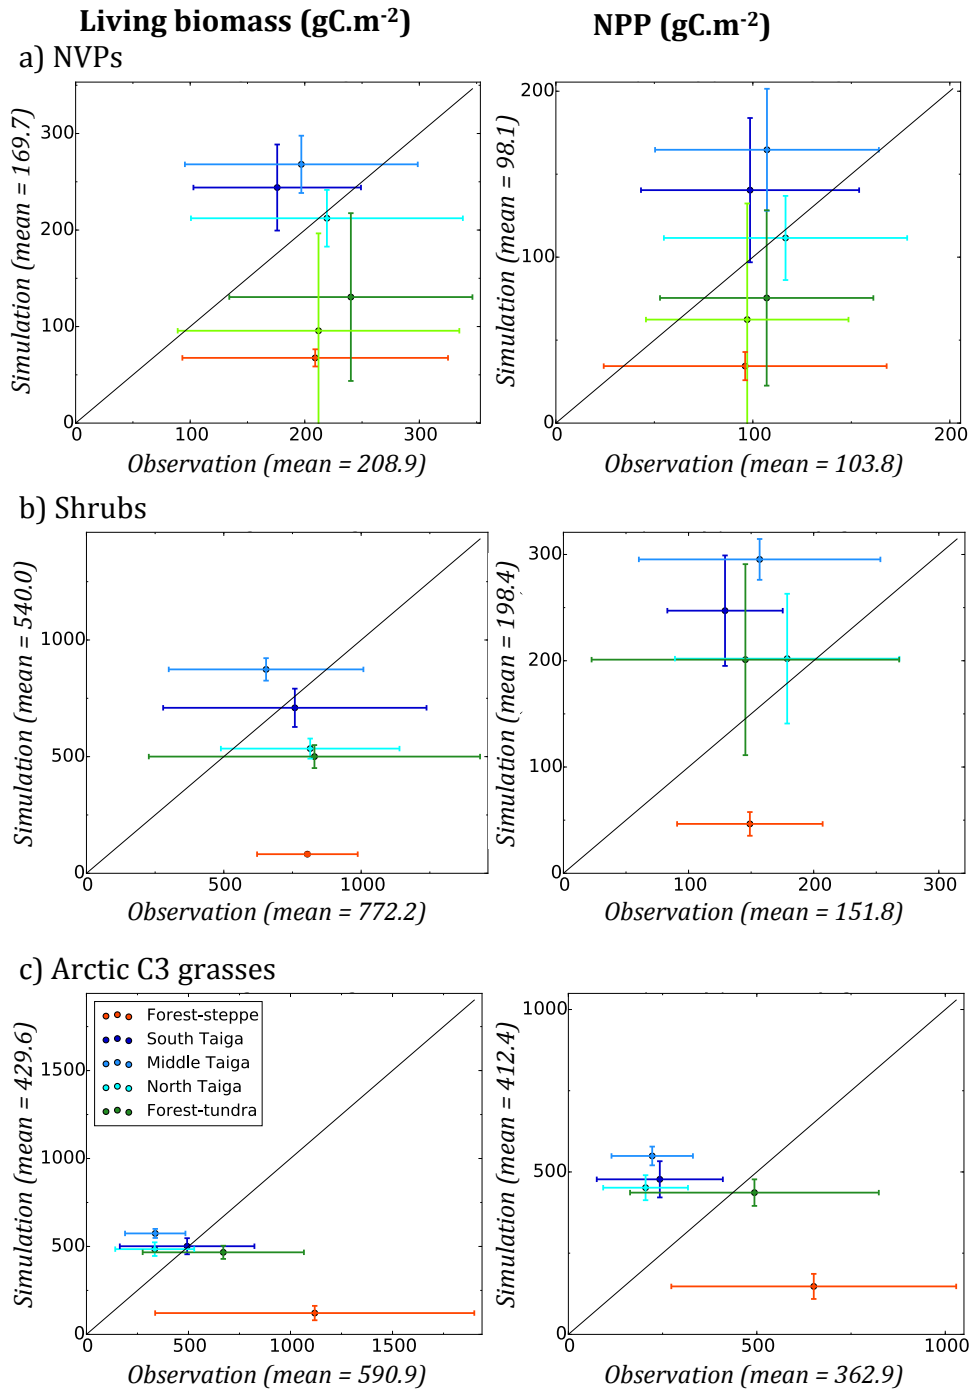 Living biomass (gC.m-2)
NPP (gC.m-2)
a) NVPs
Simulation (mean = 169.7)
300
200
100
0
0 100 200 300
Observation (mean = 208.9)
Simulation (mean = 98.1)
200
100
0
0 100 200
Observation (mean = 103.8)
b) Shrubs
Simulation (mean = 540.0)
1000
500
0
0 500 1000
Observation (mean = 772.2)
Simulation (mean = 198.4)
300
200
100
0
0 100 200 300
Observation (mean = 151.8)
c) Arctic C3 grasses
Simulation (mean = 429.6)
1500
1000
500
0
0 500 1000 1500
Observation (mean = 590.9)
Forest-steppe
South Taiga
Middle Taiga
North Taiga
Forest-tundra
Simulation (mean = 412.4)
1000
500
0
0 500 1000
Observation (mean = 362.9)